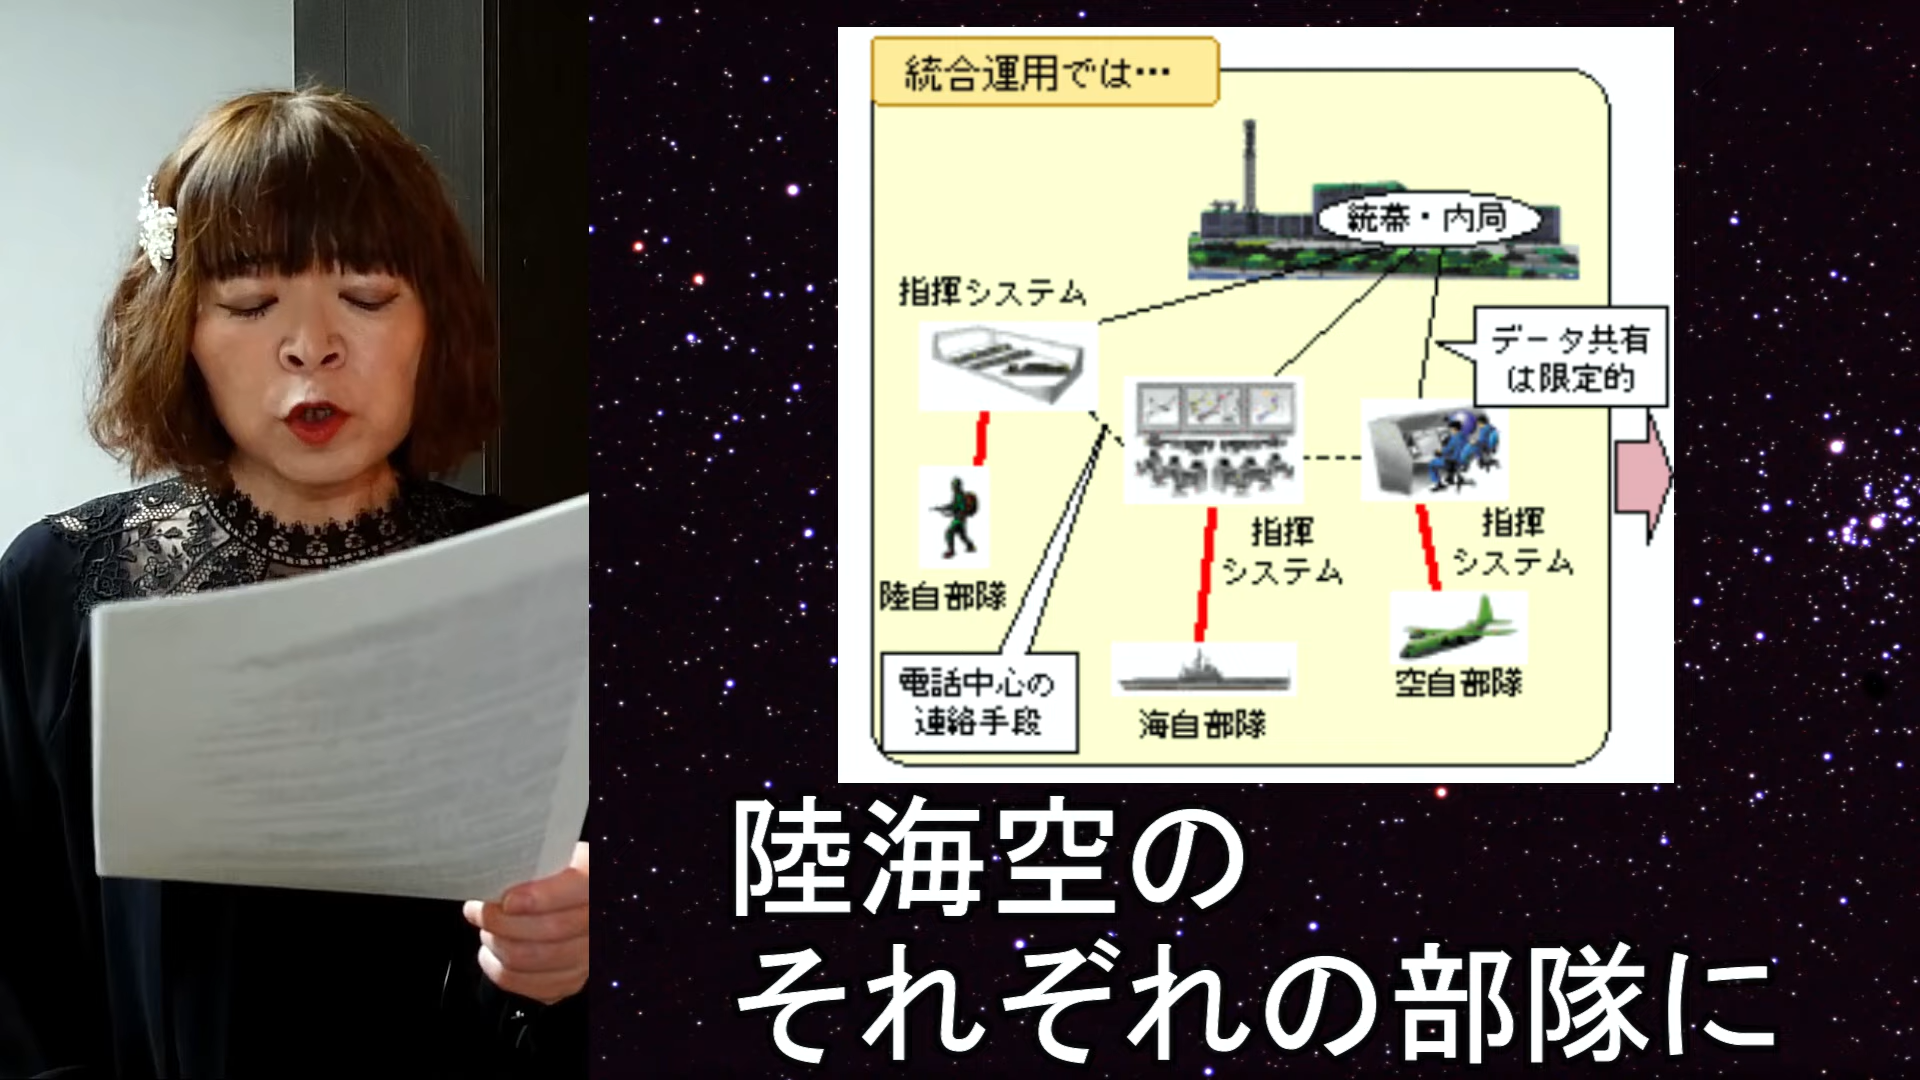 統合運用では…
統幕・内局
指揮システム
データ共有
は限定的
指揮
システム
指揮
システム
陸自部隊
電話中心の
連絡手段
海自部隊
空自部隊
陸海空の
それぞれの部隊に